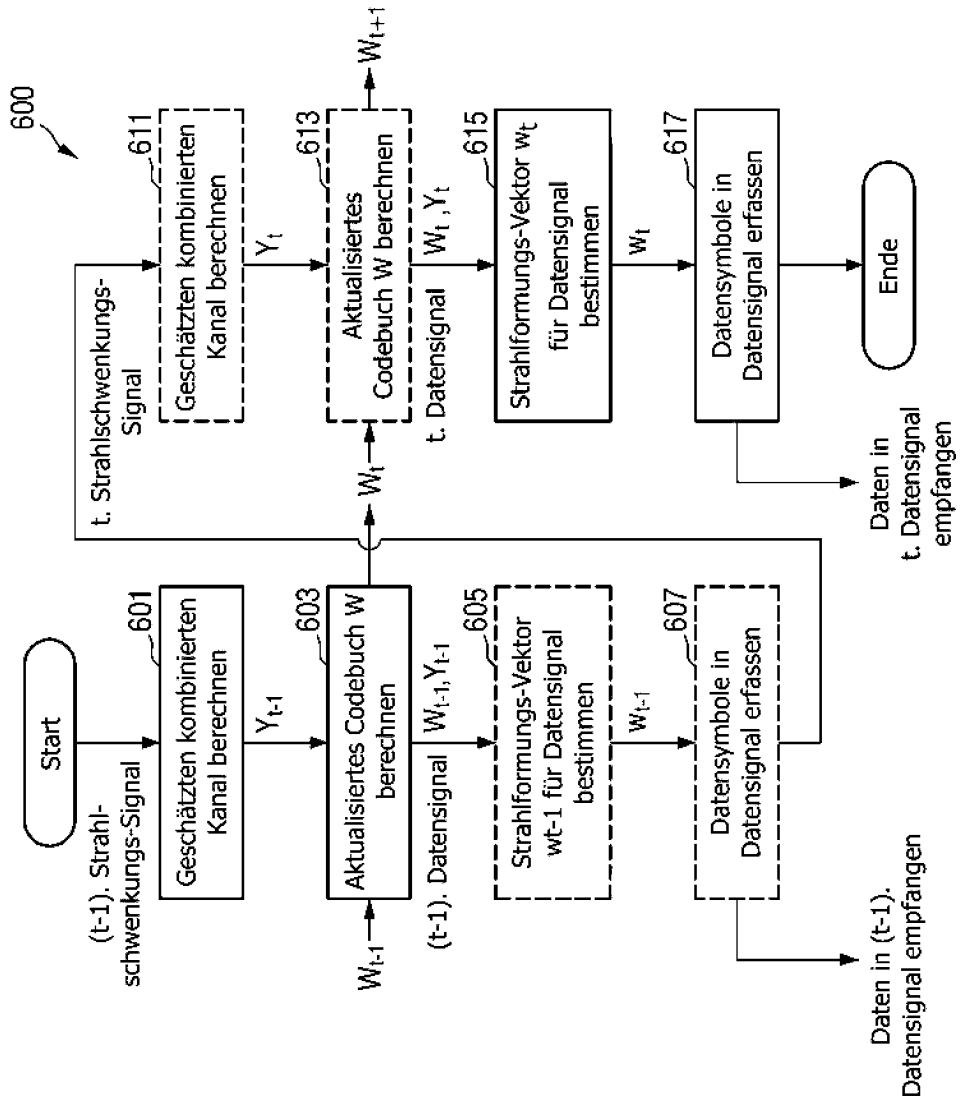 600
Start
(t-1). Strahl-
schwenkungs-Signal
601
Geschätzten kombinierten
Kanal berechnen
Yt-1
Wt-1
603
Aktualisiertes Codebuch W
berechnen
Wt
(t-1). Datensignal
Wt-1,Yt-1
605
Strahlformungs-Vektor
wt-1 für Datensignal
bestimmen
wt-1
607
Datensymbole in
Datensignal erfassen
Daten in (t-1).
Datensignal empfangen
t. Strahlschwenkungs-
Signal
611
Geschätzten kombinierten
Kanal berechnen
Yt
613
Aktualisiertes
Codebuch W berechnen
Wt+1
t. Datensignal
Wt ,Yt
615
Strahlformungs-Vektor wt
für Datensignal
bestimmen
wt
617
Datensymbole in
Datensignal erfassen
Daten in
t. Datensignal
empfangen
Ende